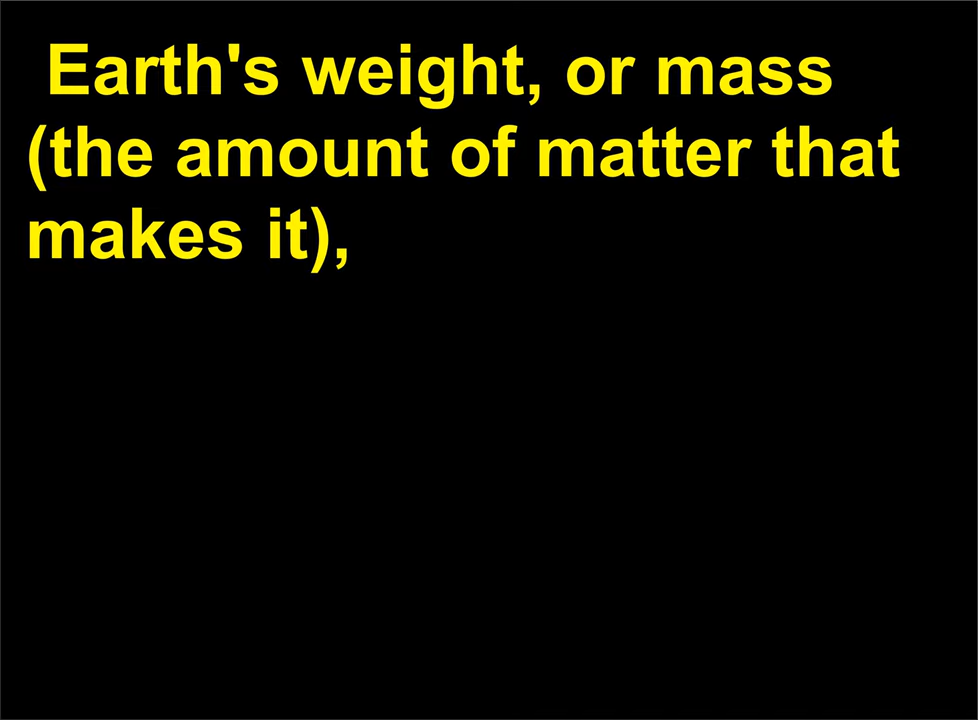 Earth's weight, or mass
(the amount of matter that
makes it),